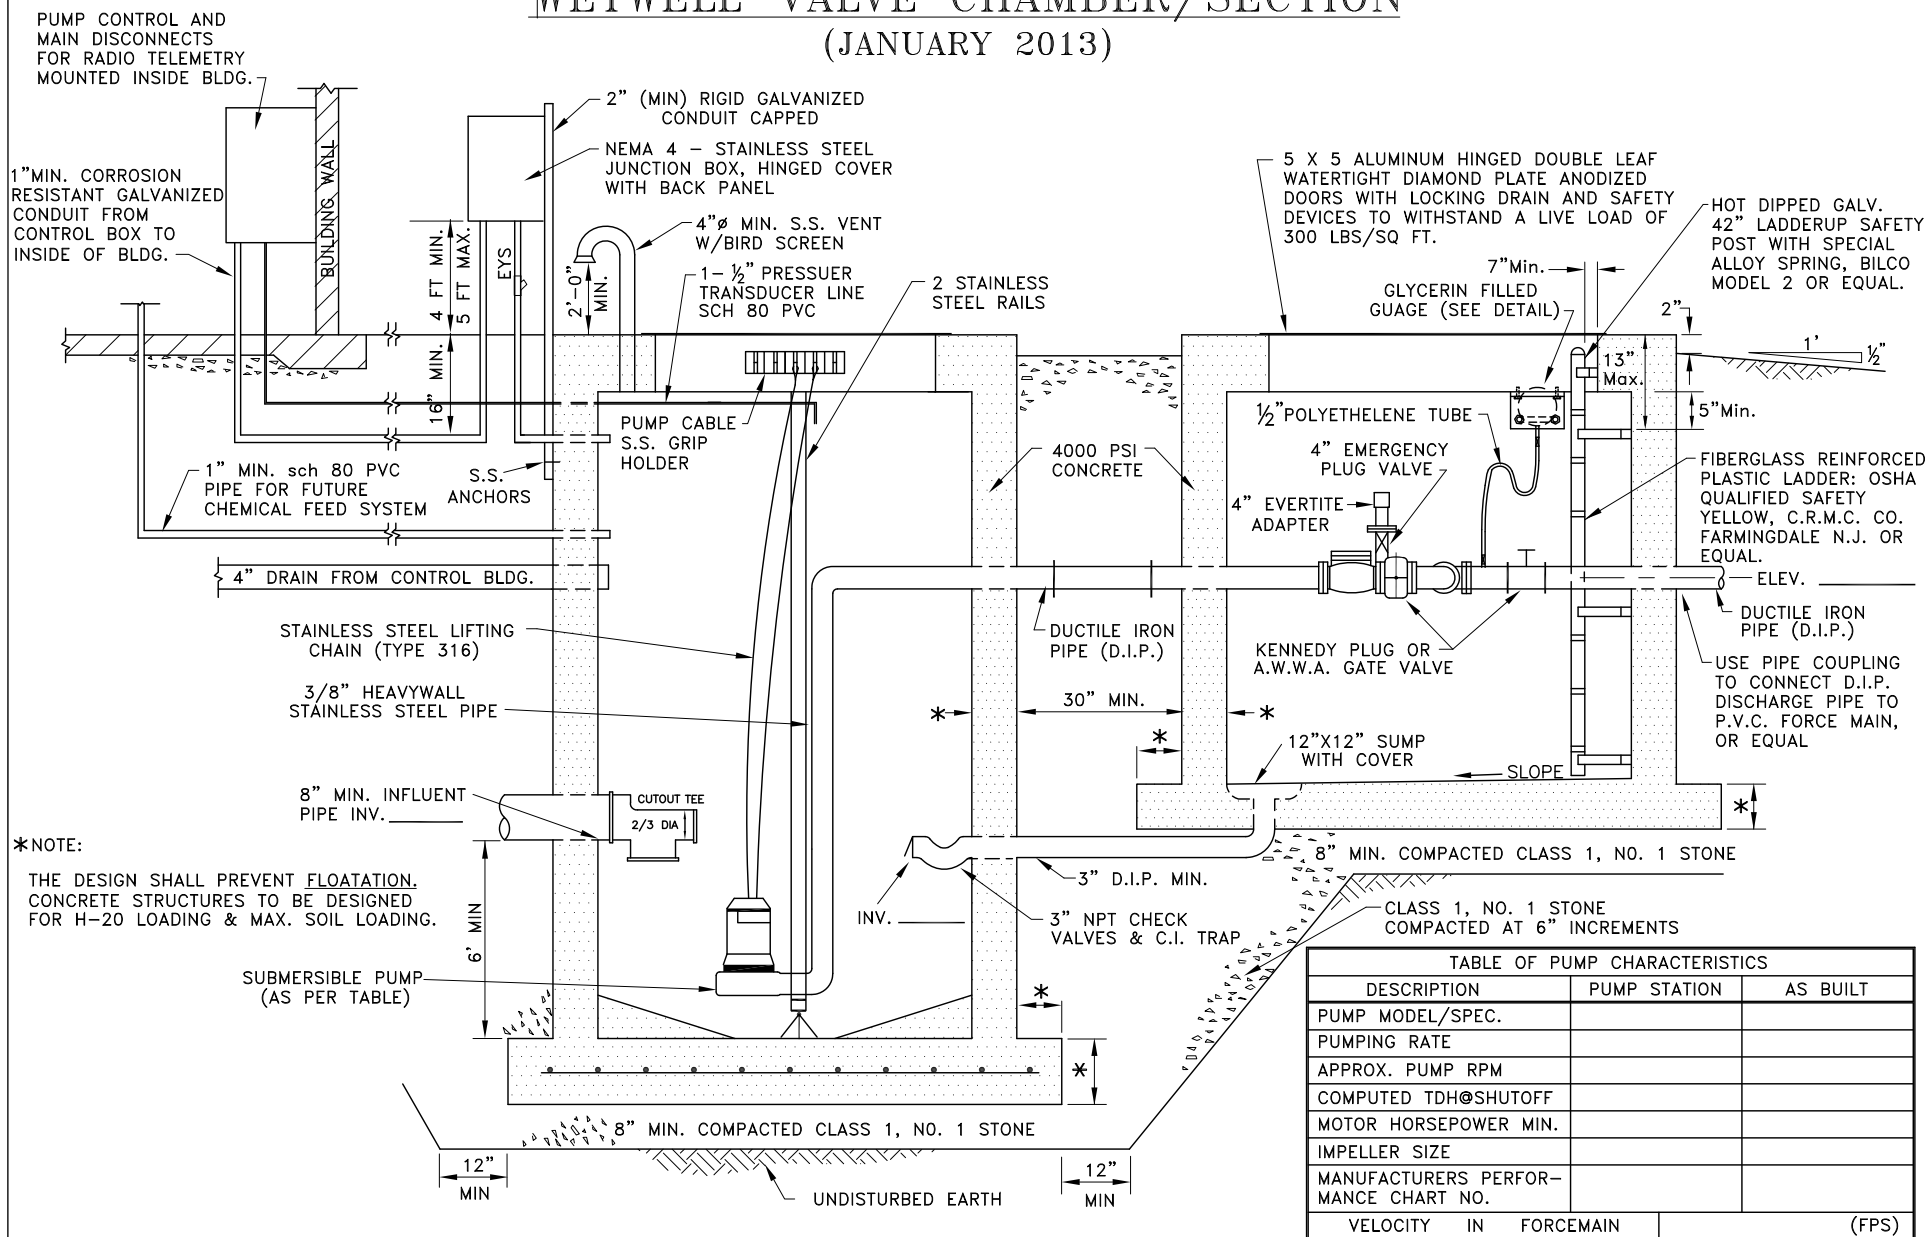 WETWELL VALVE CHAMBER/SECTION
(JANUARY 2013)
PUMP CONTROL AND
MAIN DISCONNECTS
FOR RADIO TELEMETRY
MOUNTED INSIDE BLDG.
1"MIN. CORROSION
RESISTANT GALVANIZED
CONDUIT FROM
CONTROL BOX TO
INSIDE OF BLDG.
BUILDING WALL
2" (MIN) RIGID GALVANIZED
CONDUIT CAPPED
NEMA 4 - STAINLESS STEEL
JUNCTION BOX, HINGED COVER
WITH BACK PANEL
4 FT MIN.
5 FT MAX.
EYS
2'-0"
MIN.
4"ø MIN. S.S. VENT
W/BIRD SCREEN
1- ½" PRESSUER
TRANSDUCER LINE
SCH 80 PVC
2 STAINLESS
STEEL RAILS
5 X 5 ALUMINUM HINGED DOUBLE LEAF
WATERTIGHT DIAMOND PLATE ANODIZED
DOORS WITH LOCKING DRAIN AND SAFETY
DEVICES TO WITHSTAND A LIVE LOAD OF
300 LBS/SQ FT.
HOT DIPPED GALV.
42" LADDERUP SAFETY
POST WITH SPECIAL
ALLOY SPRING, BILCO
MODEL 2 OR EQUAL.
7"Min.
GLYCERIN FILLED
GUAGE (SEE DETAIL)
2"
1'
½"
13"
Max.
5"Min.
16" MIN.
PUMP CABLE
S.S. GRIP
HOLDER
½"POLYETHELENE TUBE
4" EMERGENCY
PLUG VALVE
4" EVERTITE
ADAPTER
4000 PSI
CONCRETE
S.S.
ANCHORS
1" MIN. sch 80 PVC
PIPE FOR FUTURE
CHEMICAL FEED SYSTEM
FIBERGLASS REINFORCED
PLASTIC LADDER: OSHA
QUALIFIED SAFETY
YELLOW, C.R.M.C. CO.
FARMINGDALE N.J. OR
EQUAL.
4" DRAIN FROM CONTROL BLDG.
ELEV. ________
DUCTILE IRON
PIPE (D.I.P.)
STAINLESS STEEL LIFTING
CHAIN (TYPE 316)
DUCTILE IRON
PIPE (D.I.P.)
KENNEDY PLUG OR
A.W.W.A. GATE VALVE
USE PIPE COUPLING
TO CONNECT D.I.P.
DISCHARGE PIPE TO
P.V.C. FORCE MAIN,
OR EQUAL
3/8" HEAVYWALL
STAINLESS STEEL PIPE
*
30" MIN.
*
*
12"X12" SUMP
WITH COVER
SLOPE
8" MIN. INFLUENT
PIPE INV. ________
CUTOUT TEE
2/3 DIA
*
*NOTE:
THE DESIGN SHALL PREVENT FLOATATION.
CONCRETE STRUCTURES TO BE DESIGNED
FOR H-20 LOADING & MAX. SOIL LOADING.
6' MIN
8" MIN. COMPACTED CLASS 1, NO. 1 STONE
3" D.I.P. MIN.
INV. ________
3" NPT CHECK
VALVES & C.I. TRAP
CLASS 1, NO. 1 STONE
COMPACTED AT 6" INCREMENTS
SUBMERSIBLE PUMP
(AS PER TABLE)
*
*
8" MIN. COMPACTED CLASS 1, NO. 1 STONE
12"
MIN
12"
MIN
UNDISTURBED EARTH
TABLE OF PUMP CHARACTERISTICS
DESCRIPTION PUMP STATION AS BUILT
PUMP MODEL/SPEC.
PUMPING RATE
APPROX. PUMP RPM
COMPUTED TDH@SHUTOFF
MOTOR HORSEPOWER MIN.
IMPELLER SIZE
MANUFACTURERS PERFOR-
MANCE CHART NO.
VELOCITY IN FORCEMAIN (FPS)